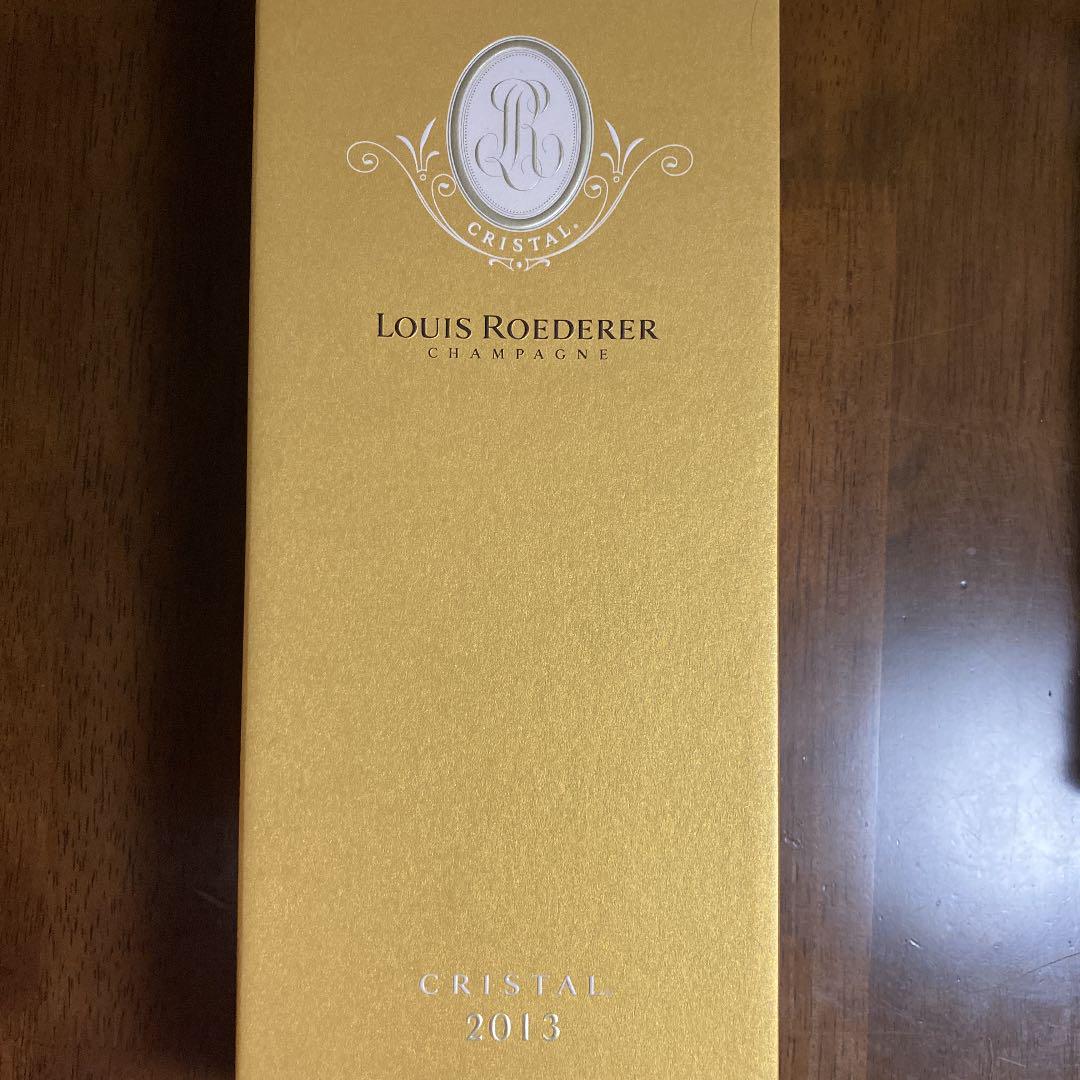 LR
CRISTAL®
LOUIS ROEDERER
CHAMPAGNE
CRISTAL®
2013